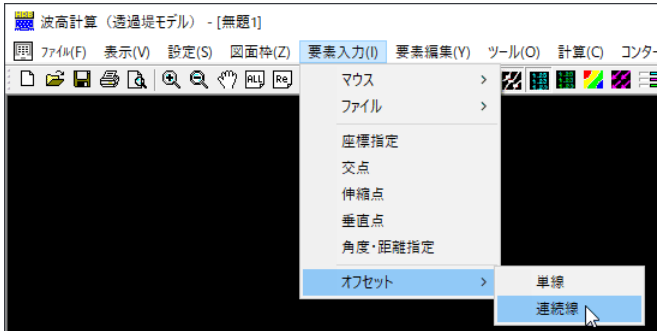 波高計算（透過堤モデル） - [無題1]
ファイル(F) 表示(V) 設定(S) 図面枠(Z) 要素入力(I) 要素編集(Y) ツール(O) 計算(C) コンター
ALL Re
マウス
ファイル
座標指定
交点
伸縮点
垂直点
角度・距離指定
オフセット
単線
連続線